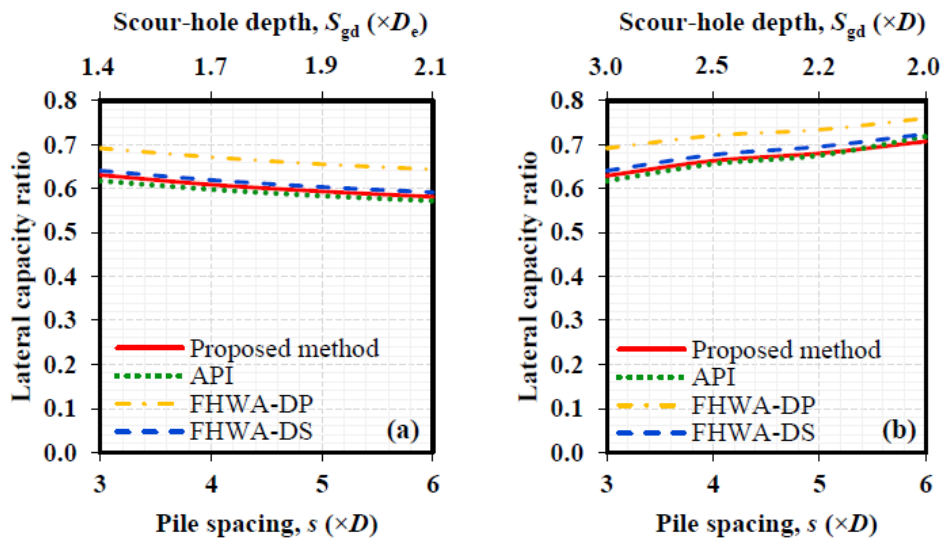 Scour-hole depth, Sgd (×De)
1.4 1.7 1.9 2.1
0.8
0.7
0.6
0.5
0.4
0.3
0.2
0.1
0.0
Lateral capacity ratio
Proposed method
API
FHWA-DP
FHWA-DS
(a)
3 4 5 6
Pile spacing, s (×D)
Scour-hole depth, Sgd (×D)
3.0 2.5 2.2 2.0
0.8
0.7
0.6
0.5
0.4
0.3
0.2
0.1
0.0
Lateral capacity ratio
Proposed method
API
FHWA-DP
FHWA-DS
(b)
3 4 5 6
Pile spacing, s (×D)